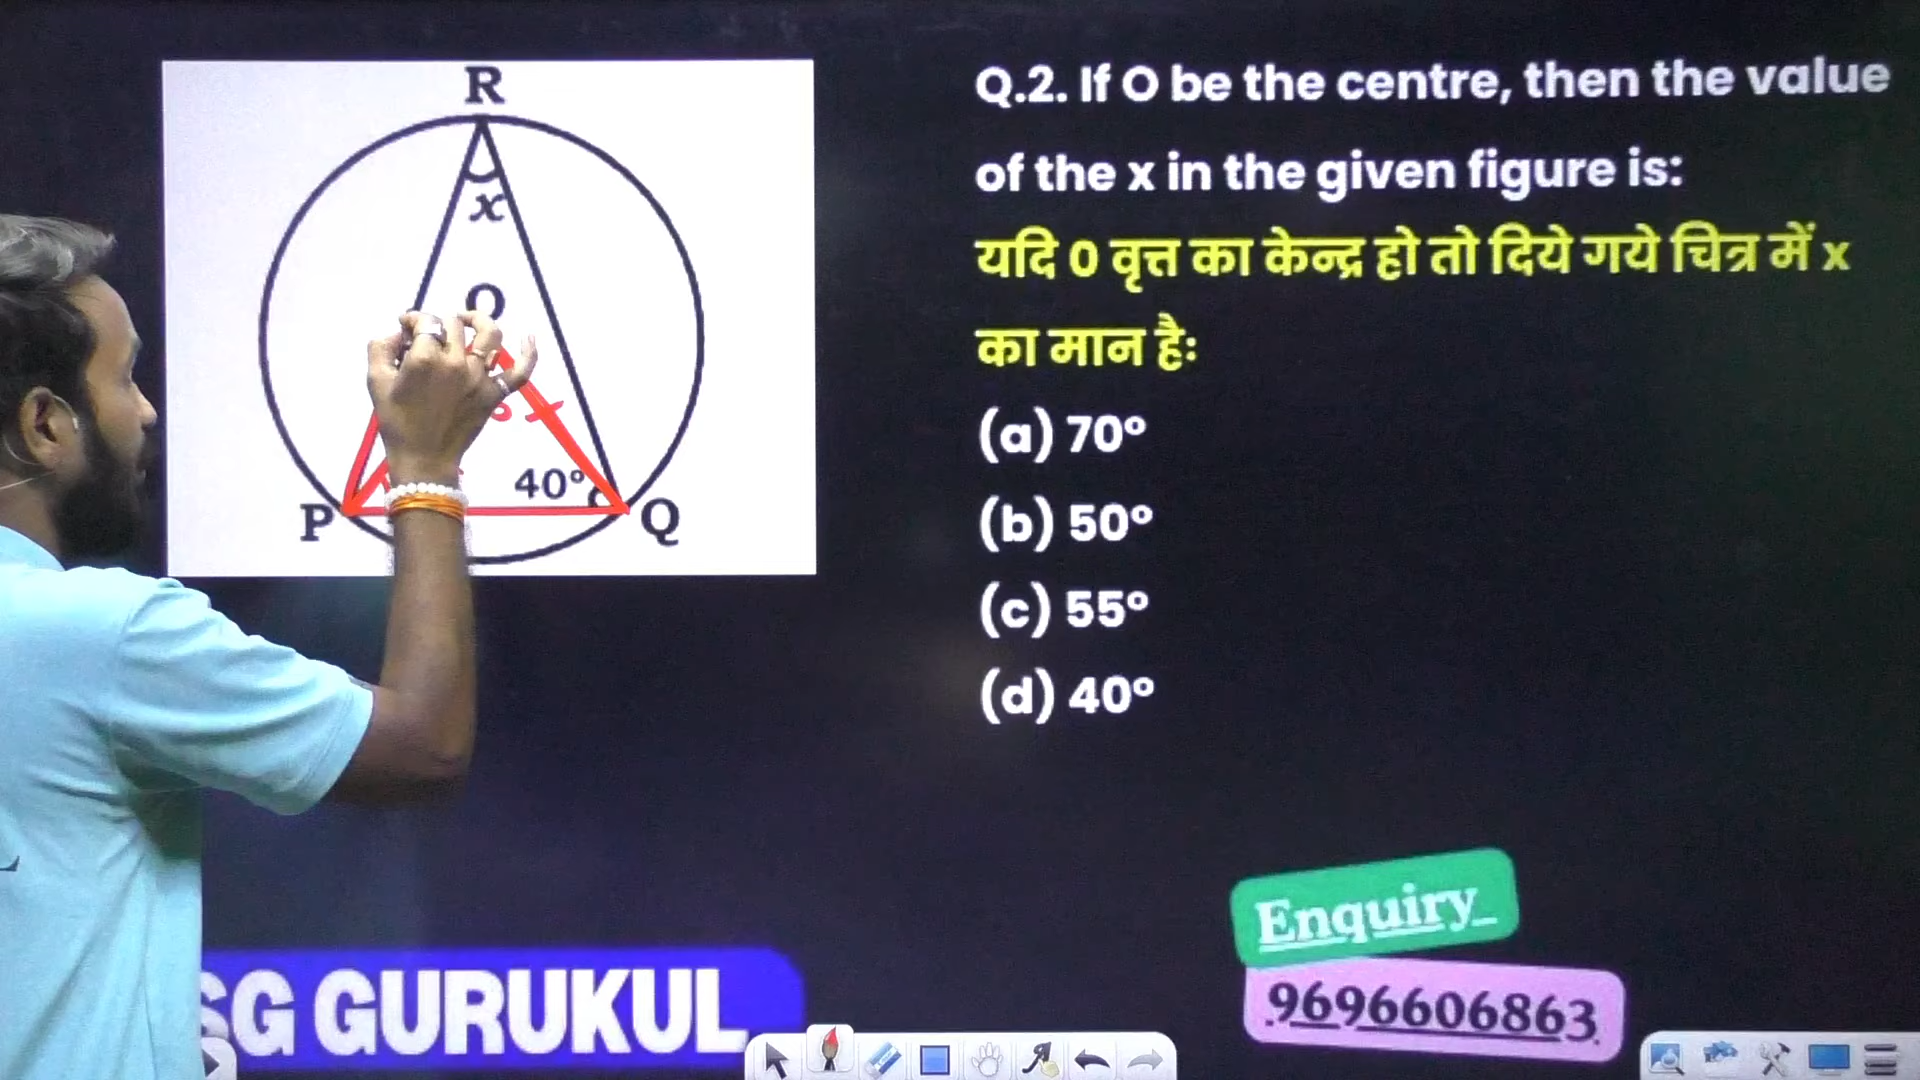 R
x
O
40°
P
Q
Q.2. If O be the centre, then the value
of the x in the given figure is:
यदि 0 वृत्त का केन्द्र हो तो दिये गये चित्र में x
का मान हैः
(a) 70°
(b) 50°
(c) 55°
(d) 40°
Enquiry
9696606863
SG GURUKUL